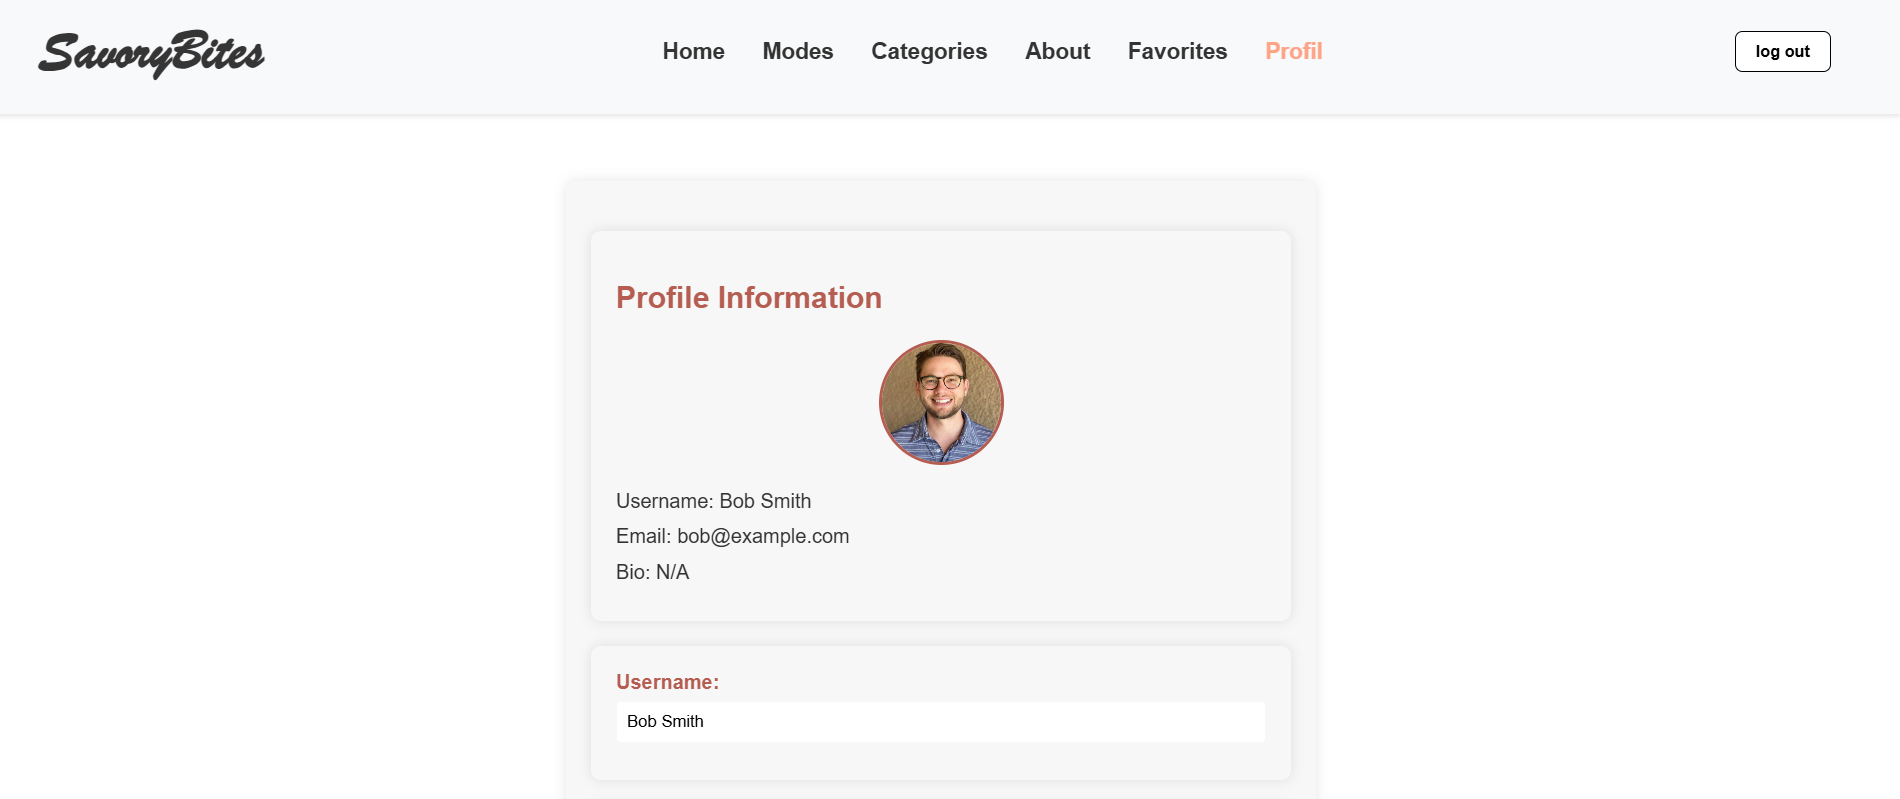 SavoryBites
Home Modes Categories About Favorites Profil
log out
Profile Information
Username: Bob Smith
Email: bob@example.com
Bio: N/A
Username:
Bob Smith